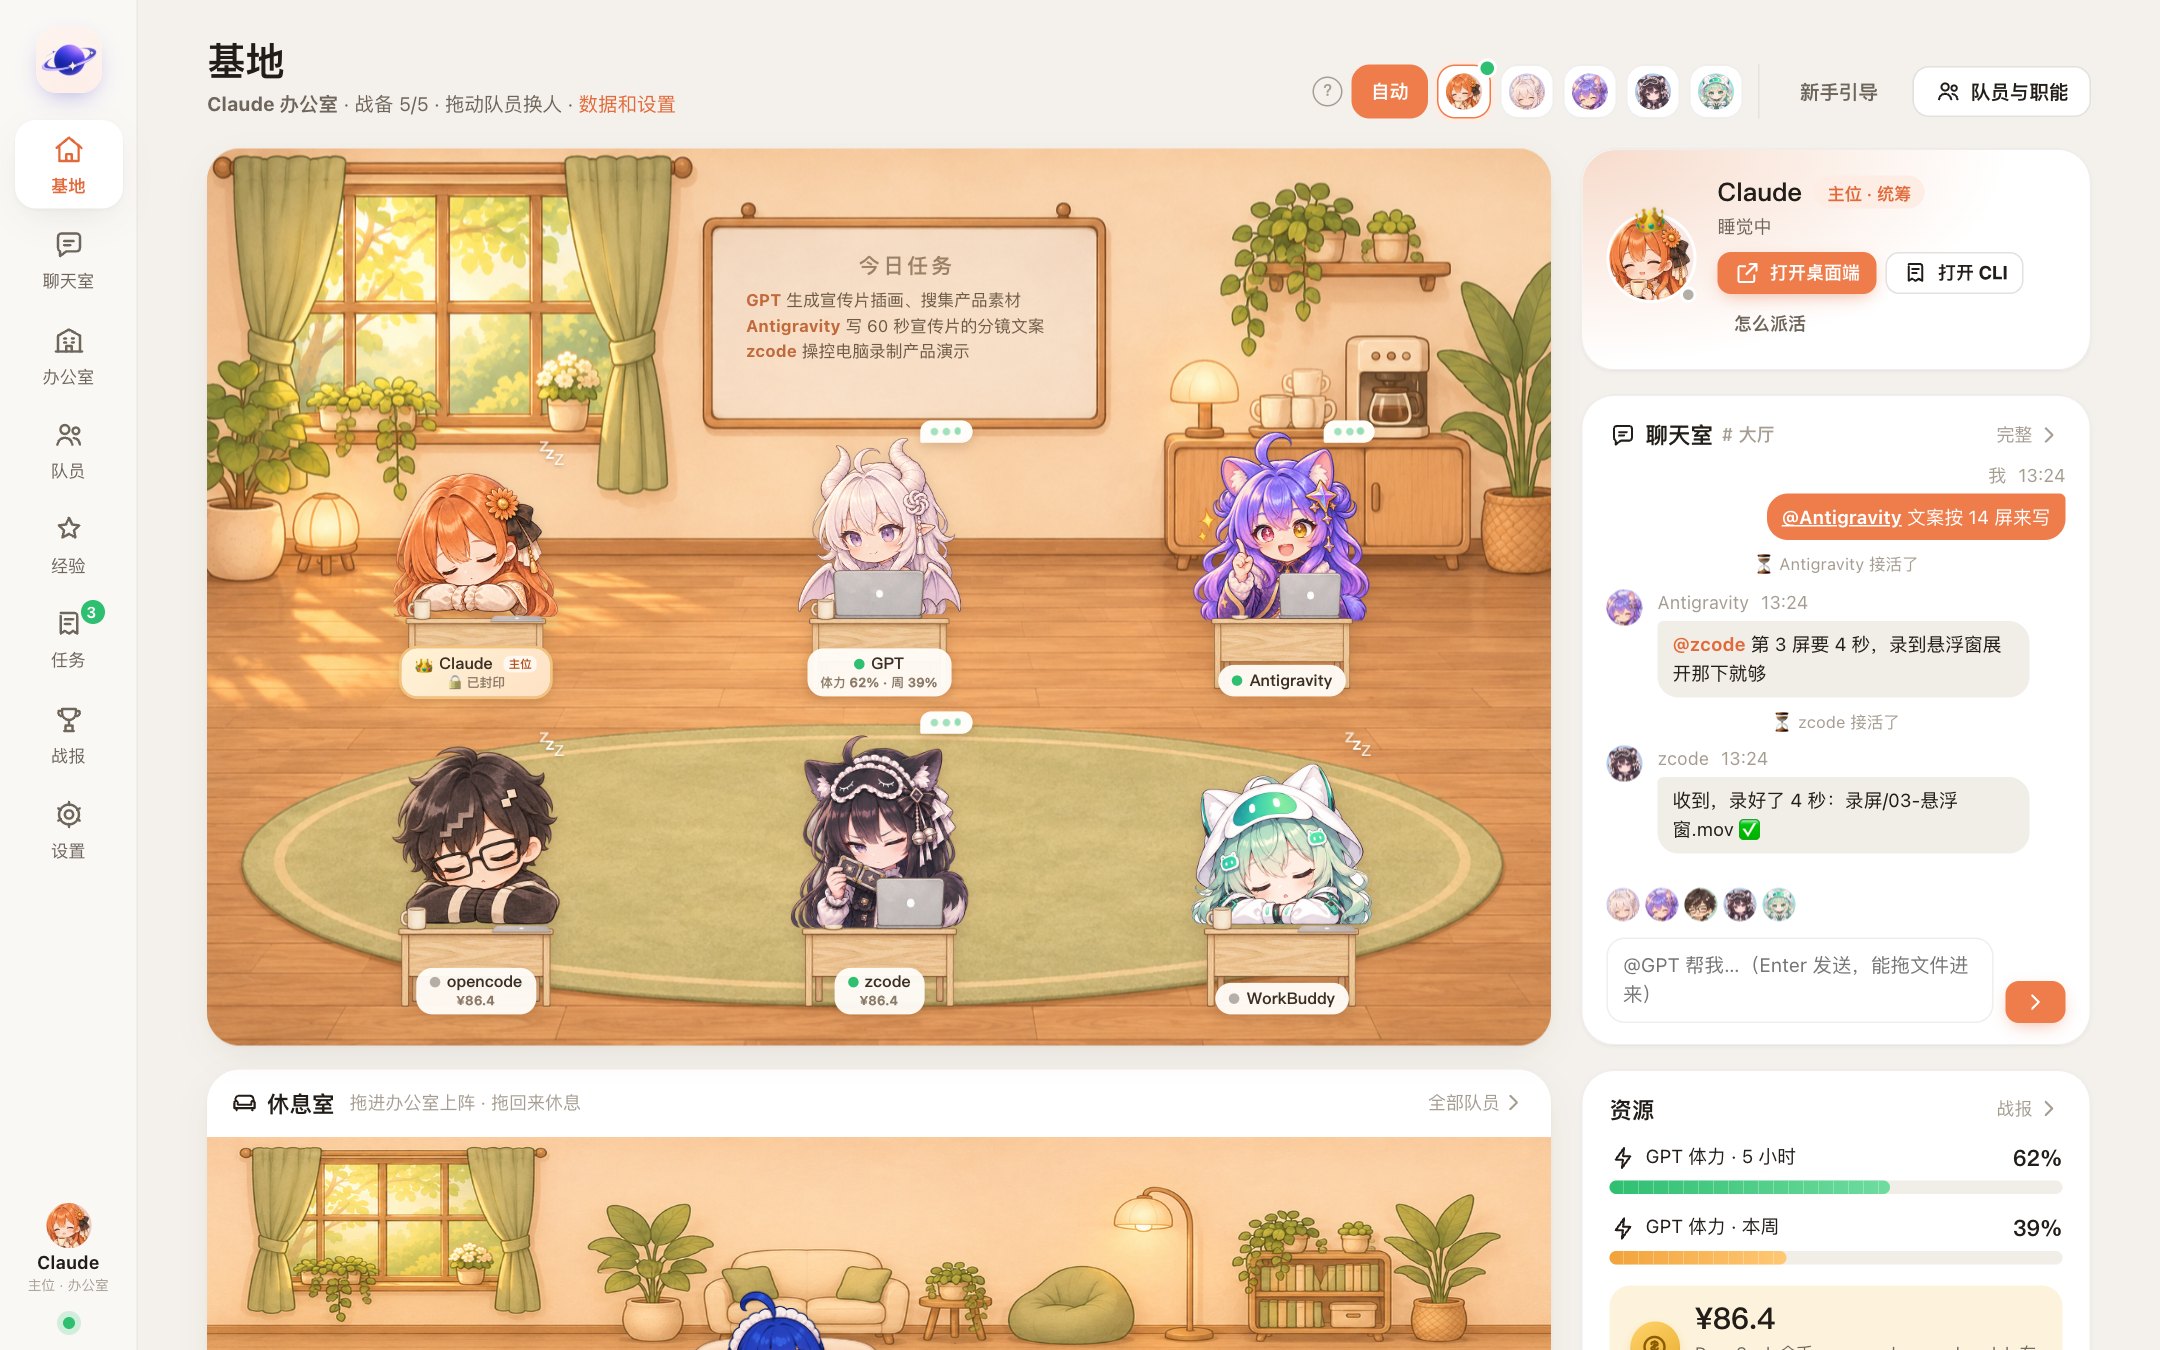 基地
Claude 办公室 · 战备 5/5 · 拖动队员换人 · 数据和设置
?
自动
新手引导
队员与职能
基地
聊天室
办公室
队员
经验
3
任务
战报
设置
Claude
主位 · 办公室
今日任务
GPT 生成宣传片插画、搜集产品素材
Antigravity 写 60 秒宣传片的分镜文案
zcode 操控电脑录制产品演示
zzz
Claude 主位
已封印
GPT
体力 62% · 周 39%
Antigravity
zzz
zzz
opencode
¥86.4
zcode
¥86.4
WorkBuddy
休息室 拖进办公室上阵 · 拖回来休息
全部队员
Claude 主位 · 统筹
睡觉中
打开桌面端
打开 CLI
怎么派活
聊天室 # 大厅
完整
我 13:24
@Antigravity 文案按 14 屏来写
Antigravity 接活了
Antigravity 13:24
@zcode 第 3 屏要 4 秒，录到悬浮窗展
开那下就够
zcode 接活了
zcode 13:24
收到，录好了 4 秒：录屏/03-悬浮
窗.mov ✅
@GPT 帮我…（Enter 发送，能拖文件进
来）
资源
战报
GPT 体力 · 5 小时
62%
GPT 体力 · 本周
39%
¥86.4